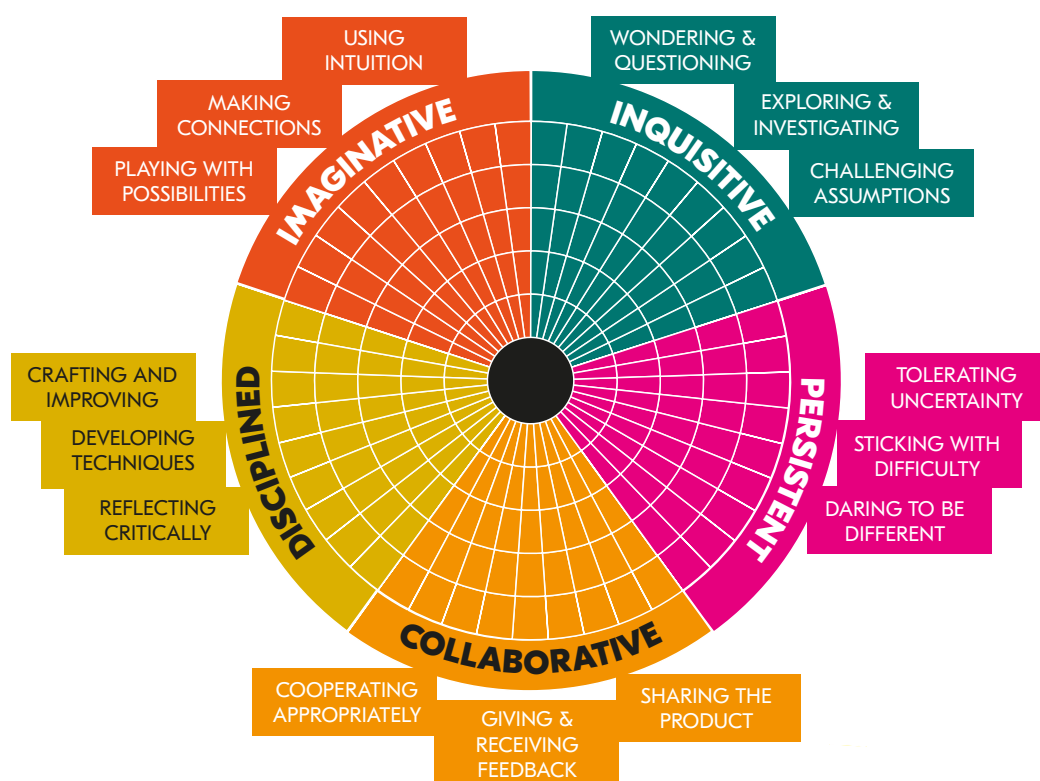 USING
INTUITION
MAKING
CONNECTIONS
PLAYING WITH
POSSIBILITIES
IMAGINATIVE
WONDERING &
QUESTIONING
EXPLORING &
INVESTIGATING
CHALLENGING
ASSUMPTIONS
INQUISITIVE
TOLERATING
UNCERTAINTY
STICKING WITH
DIFFICULTY
DARING TO BE
DIFFERENT
PERSISTENT
CRAFTING AND
IMPROVING
DEVELOPING
TECHNIQUES
REFLECTING
CRITICALLY
DISCIPLINED
COLLABORATIVE
COOPERATING
APPROPRIATELY
GIVING &
RECEIVING
FEEDBACK
SHARING THE
PRODUCT